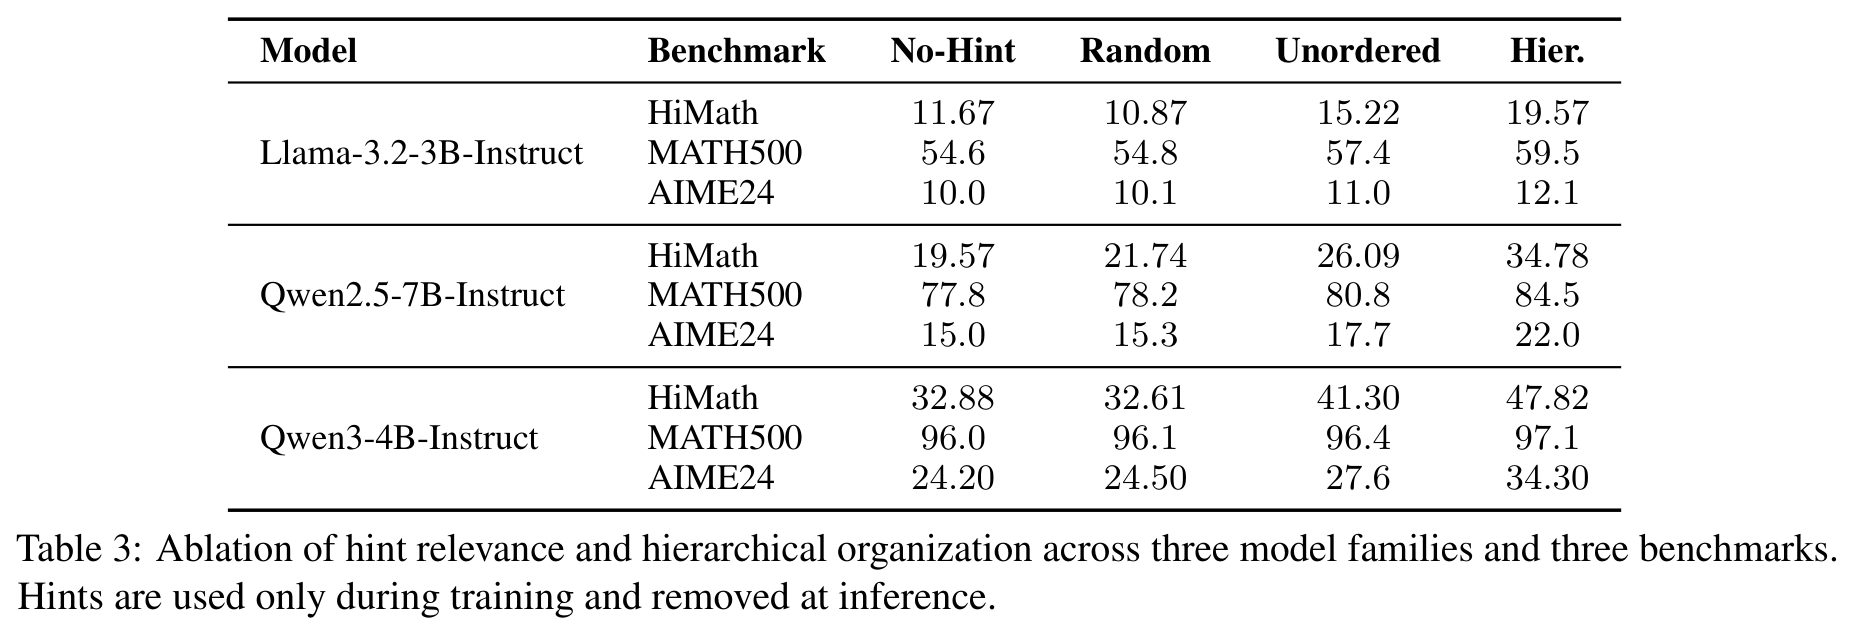 Model Benchmark No-Hint Random Unordered Hier.
HiMath 11.67 10.87 15.22 19.57
Llama-3.2-3B-Instruct MATH500 54.6 54.8 57.4 59.5
AIME24 10.0 10.1 11.0 12.1
HiMath 19.57 21.74 26.09 34.78
Qwen2.5-7B-Instruct MATH500 77.8 78.2 80.8 84.5
AIME24 15.0 15.3 17.7 22.0
HiMath 32.88 32.61 41.30 47.82
Qwen3-4B-Instruct MATH500 96.0 96.1 96.4 97.1
AIME24 24.20 24.50 27.6 34.30
Table 3: Ablation of hint relevance and hierarchical organization across three model families and three benchmarks.
Hints are used only during training and removed at inference.